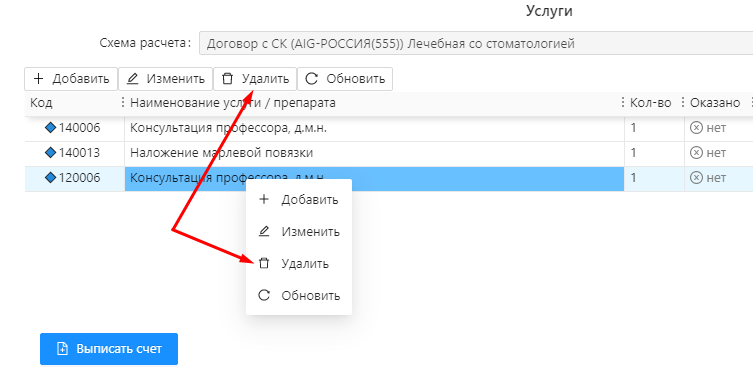 Услуги
Схема расчета: Договор с СК (AIG-РОССИЯ(555)) Лечебная со стоматологией
Добавить Изменить Удалить Обновить
Код Наименование услуги / препарата Кол-во Оказано
140006 Консультация профессора, д.м.н. 1 нет
140013 Наложение марлевой повязки 1 нет
120006 Консультация профессора, д.м.н. 1 нет
Добавить
Изменить
Удалить
Обновить
Выписать счет